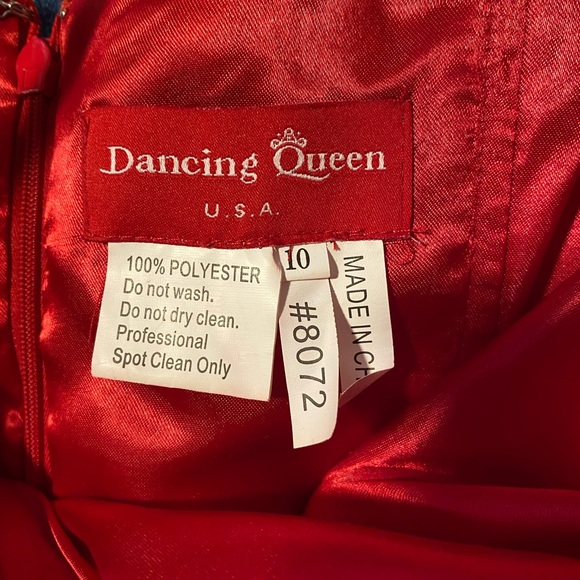 Dancing Queen
U.S.A.
100% POLYESTER
Do not wash.
Do not dry clean.
Professional
Spot Clean Only
10
#8072
MADE IN CH